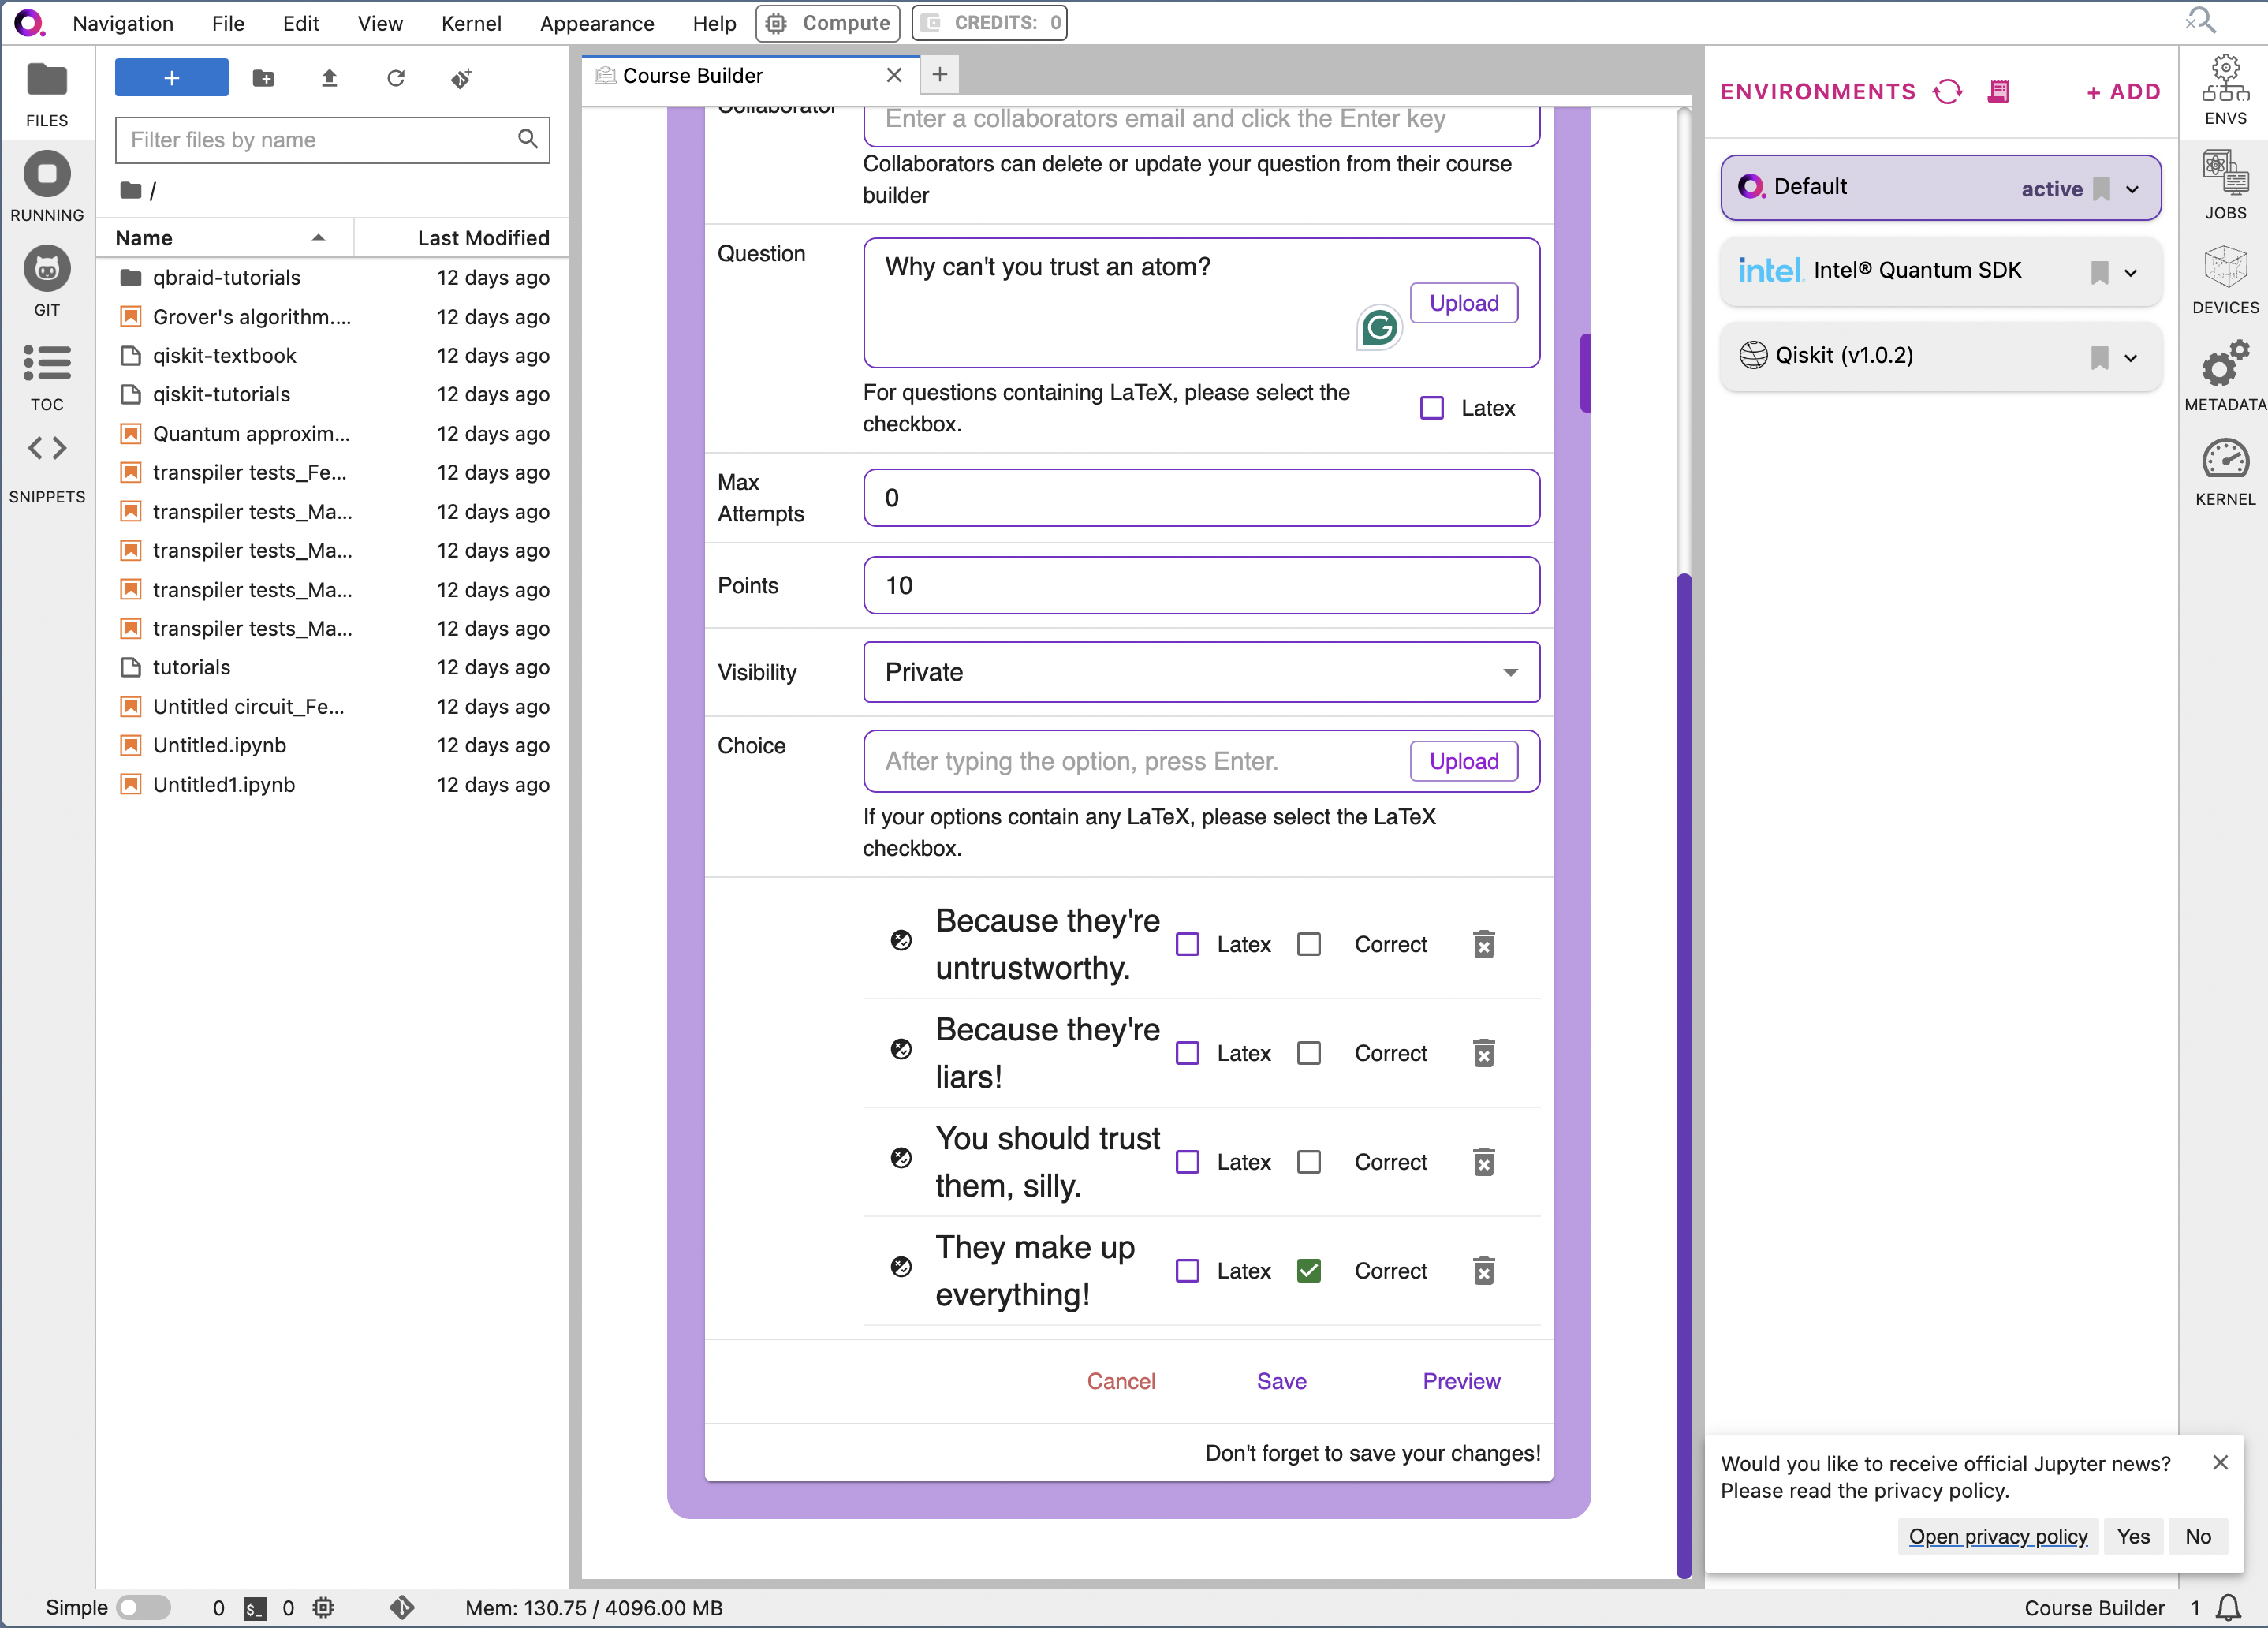 Navigation File Edit View Kernel Appearance Help Compute CREDITS: 0
FILES
RUNNING
GIT
TOC
SNIPPETS
+
Filter files by name
/
Name Last Modified
qbraid-tutorials 12 days ago
Grover's algorithm.... 12 days ago
qiskit-textbook 12 days ago
qiskit-tutorials 12 days ago
Quantum approxim... 12 days ago
transpiler tests_Fe... 12 days ago
transpiler tests_Ma... 12 days ago
transpiler tests_Ma... 12 days ago
transpiler tests_Ma... 12 days ago
transpiler tests_Ma... 12 days ago
tutorials 12 days ago
Untitled circuit_Fe... 12 days ago
Untitled.ipynb 12 days ago
Untitled1.ipynb 12 days ago
Course Builder
Collaborator
Enter a collaborators email and click the Enter key
Collaborators can delete or update your question from their course
builder
Question
Why can't you trust an atom?
Upload
For questions containing LaTeX, please select the
checkbox.
Latex
Max
Attempts
0
Points
10
Visibility
Private
Choice
After typing the option, press Enter.
Upload
If your options contain any LaTeX, please select the LaTeX
checkbox.
Because they're
untrustworthy.
Latex Correct
Because they're
liars!
Latex Correct
You should trust
them, silly.
Latex Correct
They make up
everything!
Latex Correct
Cancel Save Preview
Don't forget to save your changes!
ENVIRONMENTS + ADD
Default active
intel. Intel® Quantum SDK
Qiskit (v1.0.2)
ENVS
JOBS
DEVICES
METADATA
KERNEL
Would you like to receive official Jupyter news?
Please read the privacy policy.
Open privacy policy Yes No
Simple 0 $_ 0 Mem: 130.75 / 4096.00 MB Course Builder 1